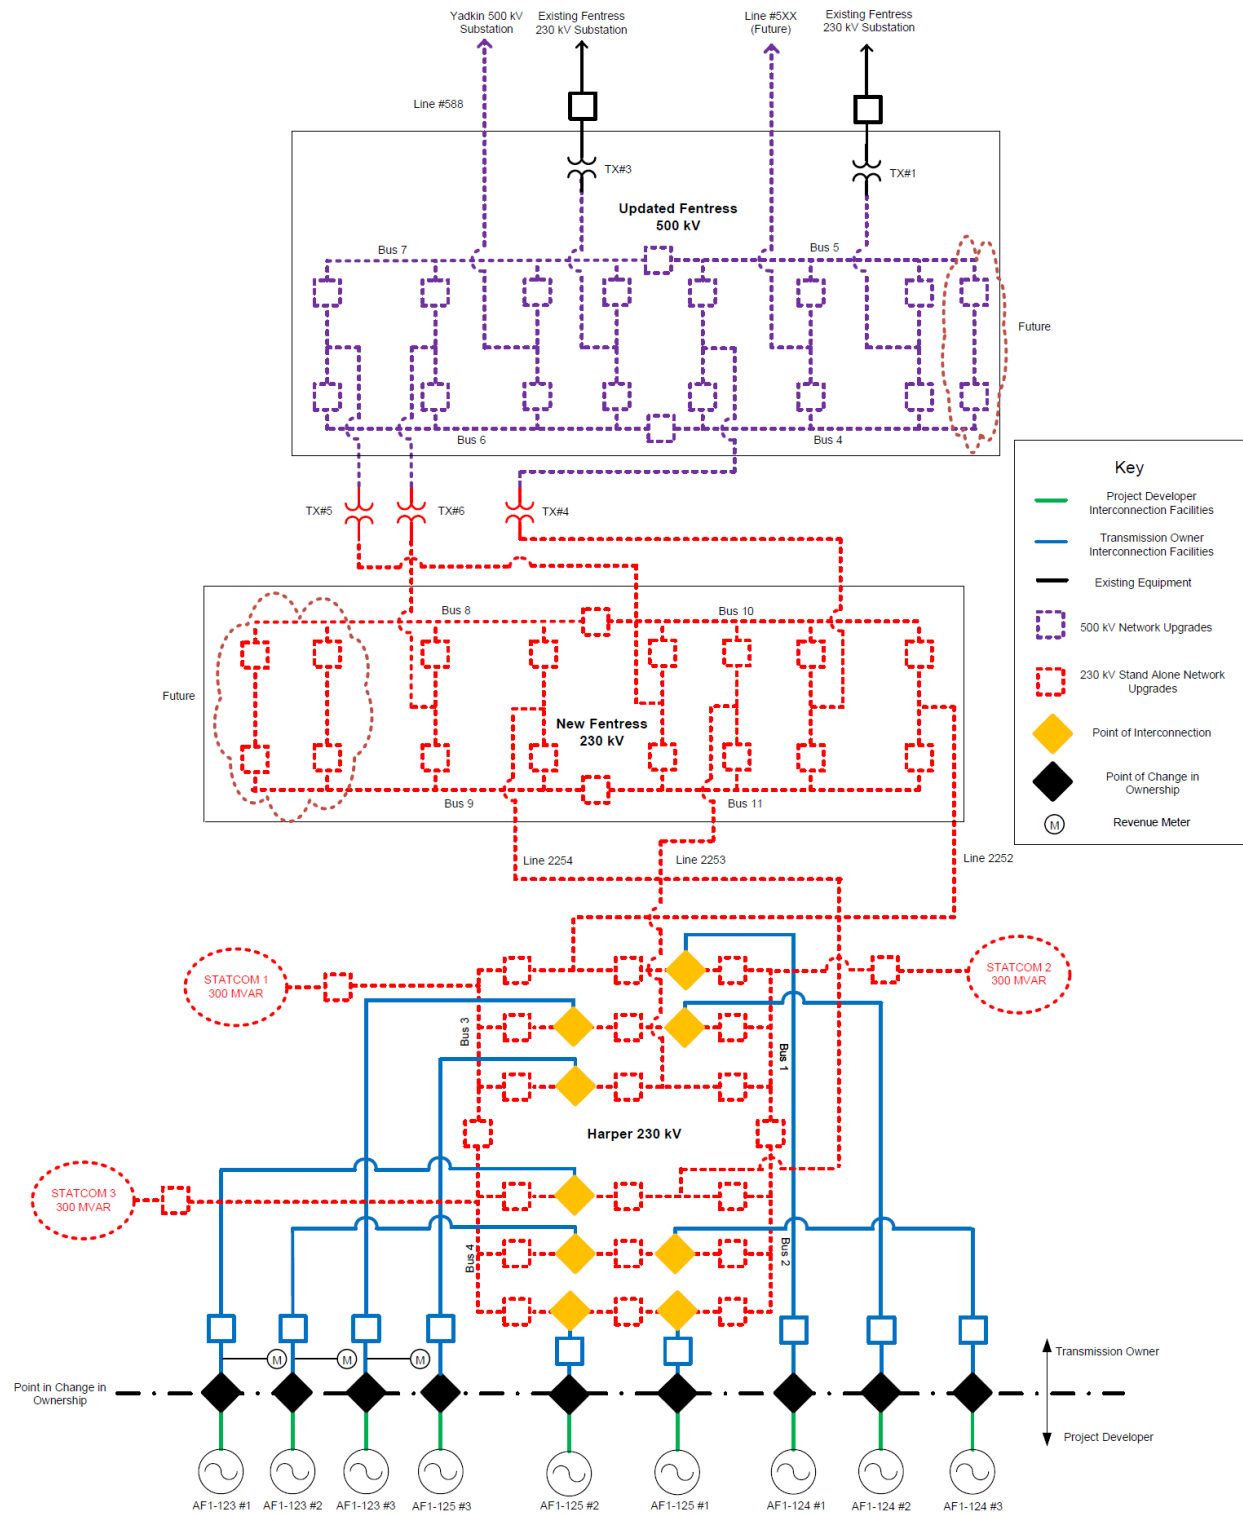 Yadkin 500 kV
Substation
Existing Fentress
230 kV Substation
Line #5XX
(Future)
Existing Fentress
230 kV Substation
Line #588
TX#3
TX#1
Updated Fentress
500 kV
Bus 7
Bus 5
Future
Bus 6
Bus 4
Key
Project Developer
Interconnection Facilities
Transmission Owner
Interconnection Facilities
Existing Equipment
500 kV Network Upgrades
230 kV Stand Alone Network
Upgrades
Point of Interconnection
Point of Change in
Ownership
M
Revenue Meter
TX#5
TX#6
TX#4
Bus 8
Bus 10
Future
New Fentress
230 kV
Bus 9
Bus 11
Line 2254
Line 2253
Line 2252
STATCOM 1
300 MVAR
STATCOM 2
300 MVAR
Bus 3
Bus 1
Harper 230 kV
STATCOM 3
300 MVAR
Bus 4
Bus 2
M
M
M
Transmission Owner
Point in Change in
Ownership
Project Developer
AF1-123 #1
AF1-123 #2
AF1-123 #3
AF1-125 #3
AF1-125 #2
AF1-125 #1
AF1-124 #1
AF1-124 #2
AF1-124 #3